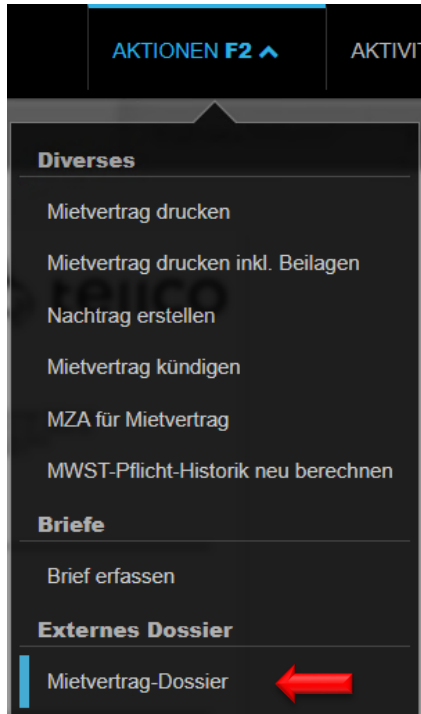 AKTIONEN F2 AKTIVI
Diverses
Mietvertrag drucken
Mietvertrag drucken inkl. Beilagen
Nachtrag erstellen
Mietvertrag kündigen
MZA für Mietvertrag
MWST-Pflicht-Historik neu berechnen
Briefe
Brief erfassen
Externes Dossier
Mietvertrag-Dossier